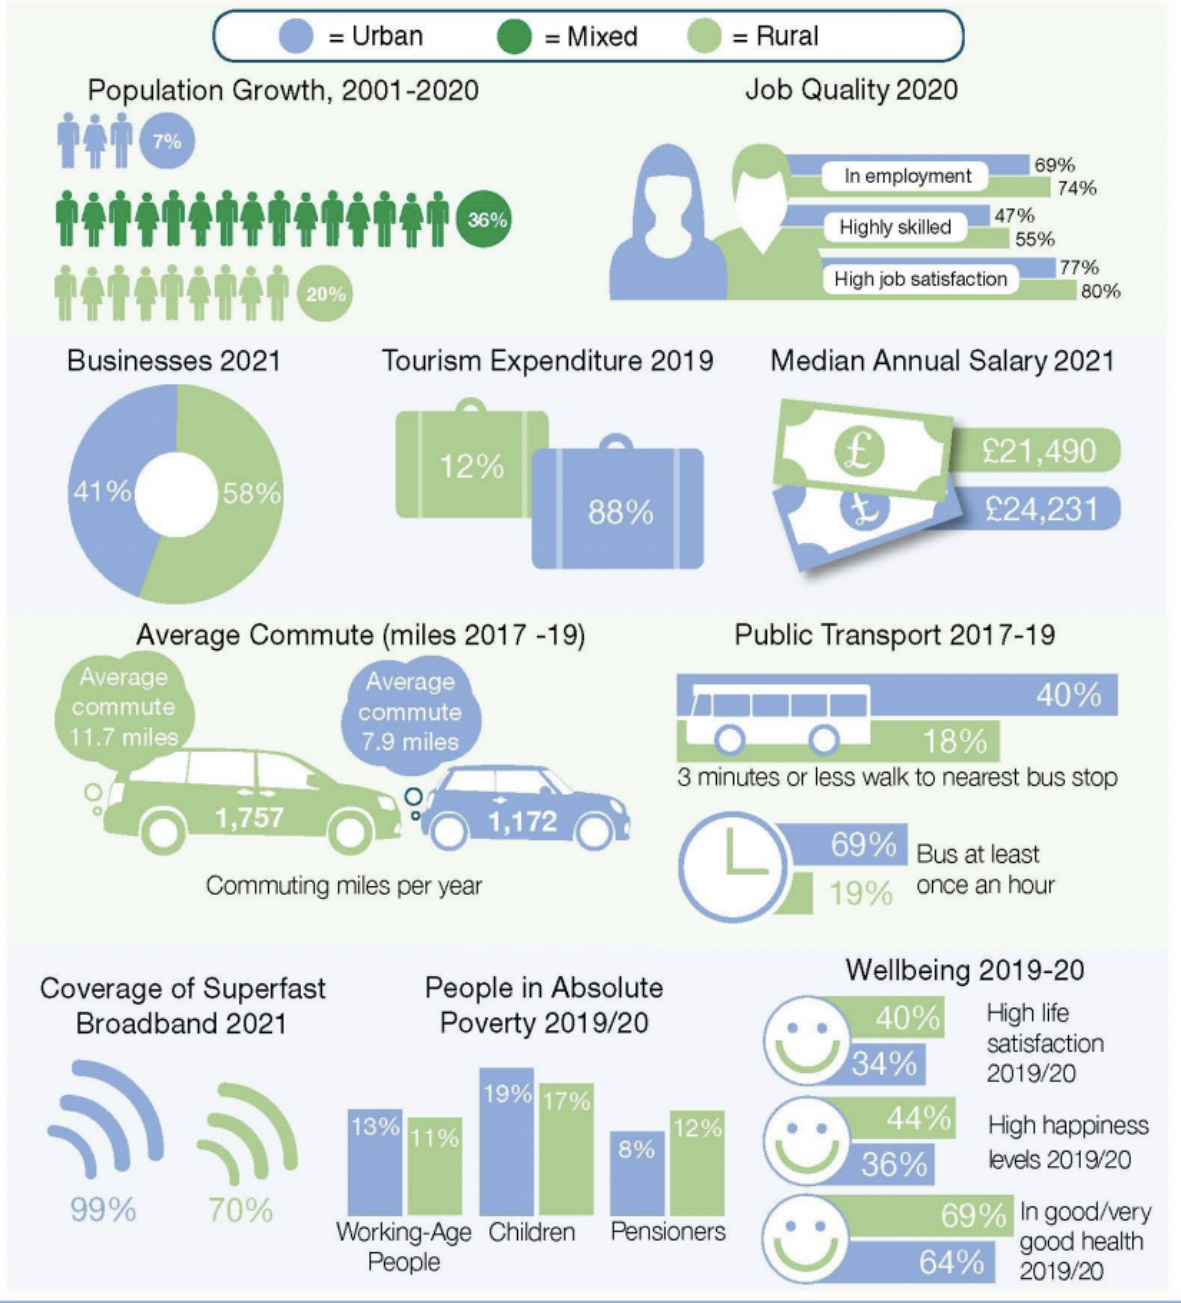 = Urban = Mixed = Rural
Population Growth, 2001-2020
7%
36%
20%
Job Quality 2020
In employment
69%
74%
Highly skilled
47%
55%
High job satisfaction
77%
80%
Businesses 2021
41%
58%
Tourism Expenditure 2019
12%
88%
Median Annual Salary 2021
£
£21,490
£
£24,231
Average Commute (miles 2017 -19)
Average
commute
11.7 miles
Average
commute
7.9 miles
1,757
1,172
Commuting miles per year
Public Transport 2017-19
40%
18%
3 minutes or less walk to nearest bus stop
69%
19%
Bus at least
once an hour
Coverage of Superfast
Broadband 2021
99%
70%
People in Absolute
Poverty 2019/20
13%
11%
19%
17%
8%
12%
Working-Age
People
Children
Pensioners
Wellbeing 2019-20
40%
34%
High life
satisfaction
2019/20
44%
36%
High happiness
levels 2019/20
69%
64%
In good/very
good health
2019/20